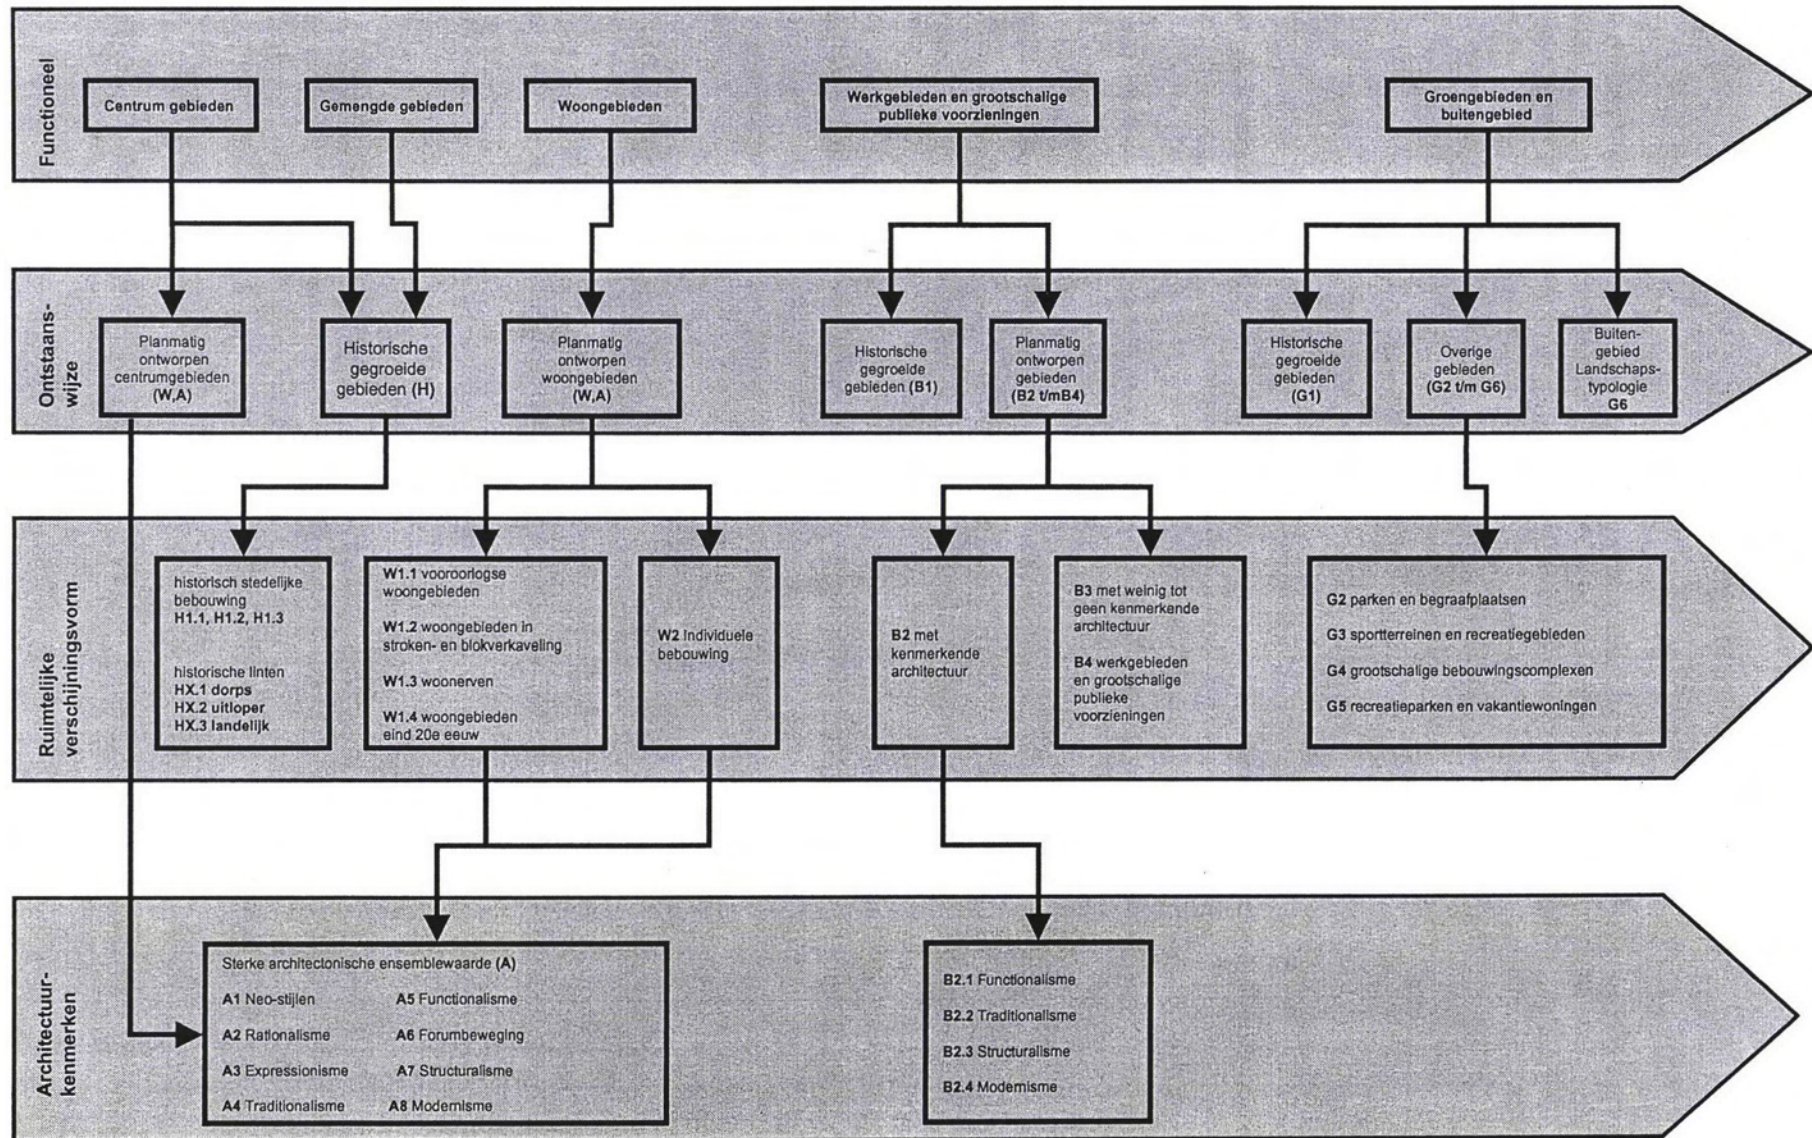 Functioneel
Centrum gebieden
Gemengde gebieden
Woongebieden
Werkgebieden en grootschalige
publieke voorzieningen
Groengebieden en
buitengebied
Ontstaans-
wijze
Planmatig
ontworpen
centrumgebieden
(W,A)
Historische
gegroeide
gebieden (H)
Planmatig
ontworpen
woongebieden
(W,A)
Historische
gegroeide
gebieden (B1)
Planmatig
ontworpen
gebieden
(B2 t/mB4)
Historische
gegroeide
gebieden
(G1)
Overige
gebieden
(G2 t/m G6)
Buiten-
gebied
Landschaps-
typologie
G6
Ruimtelijke
verschijningsvorm
historisch stedelijke
bebouwing
H1.1, H1.2, H1.3
historische linten
HX.1 dorps
HX.2 uitloper
HX.3 landelijk
W1.1 vooroorlogse
woongebieden
W1.2 woongebieden in
stroken- en blokverkaveling
W1.3 woonerven
W1.4 woongebieden
eind 20e eeuw
W2 Individuele
bebouwing
B2 met
kenmerkende
architectuur
B3 met weinig tot
geen kenmerkende
architectuur
B4 werkgebieden
en grootschalige
publieke
voorzieningen
G2 parken en begraafplaatsen
G3 sportterreinen en recreatiegebieden
G4 grootschalige bebouwingscomplexen
G5 recreatieparken en vakantiewoningen
Architectuur-
kenmerken
Sterke architectonische ensemblewaarde (A)
A1 Neo-stijlen
A2 Rationalisme
A3 Expressionisme
A4 Traditionalisme
A5 Functionalisme
A6 Forumbeweging
A7 Structuralisme
A8 Modernisme
B2.1 Functionalisme
B2.2 Traditionalisme
B2.3 Structuralisme
B2.4 Modernisme